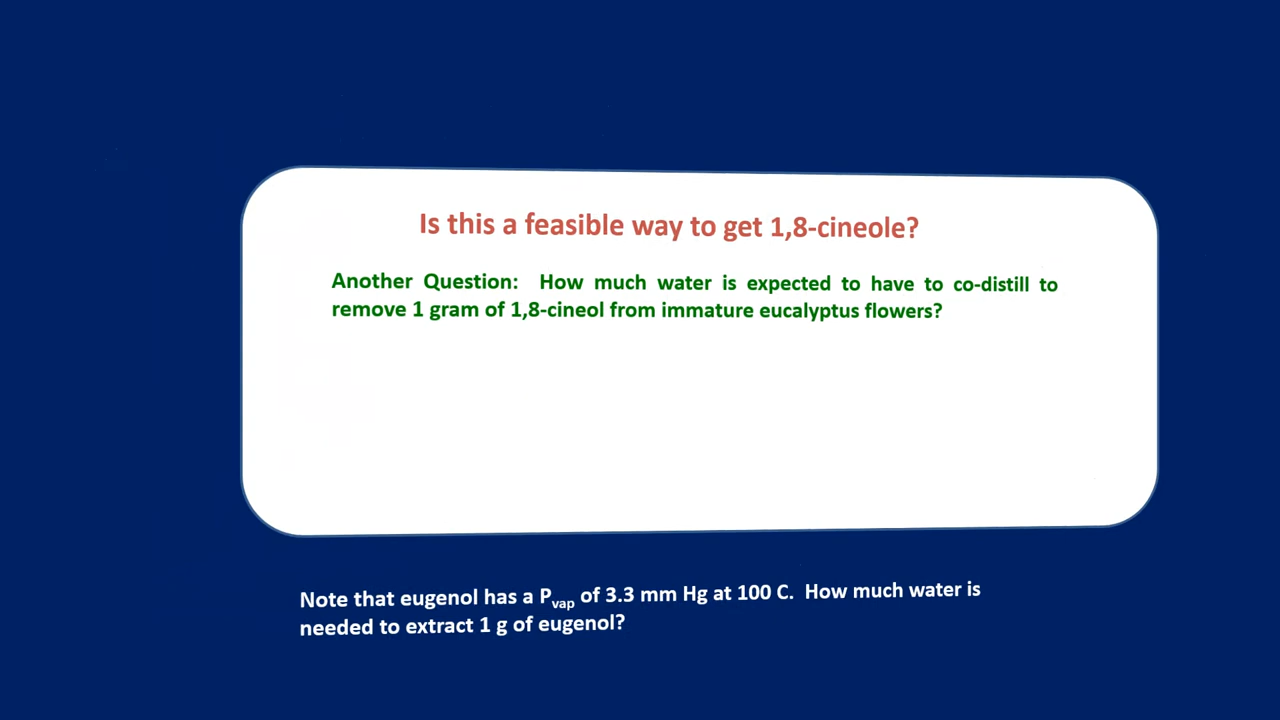 Is this a feasible way to get 1,8-cineole?
Another Question: How much water is expected to have to co-distill to
remove 1 gram of 1,8-cineol from immature eucalyptus flowers?
Note that eugenol has a Pvap of 3.3 mm Hg at 100 C. How much water is
needed to extract 1 g of eugenol?